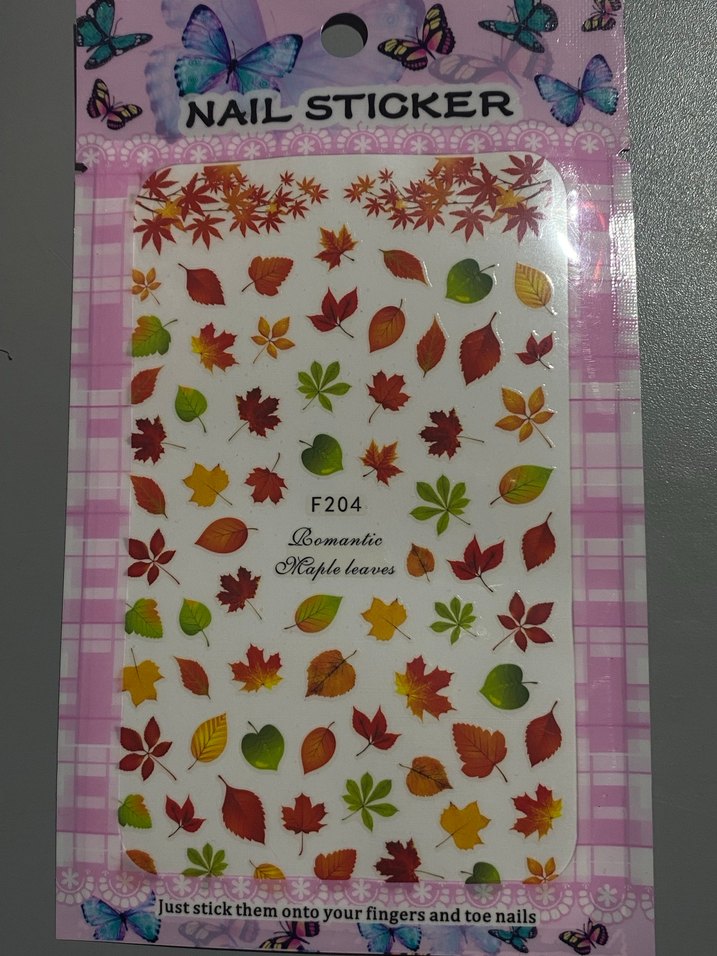 NAIL STICKER
F204
Romantic
Maple leaves
Just stick them onto your fingers and toe nails